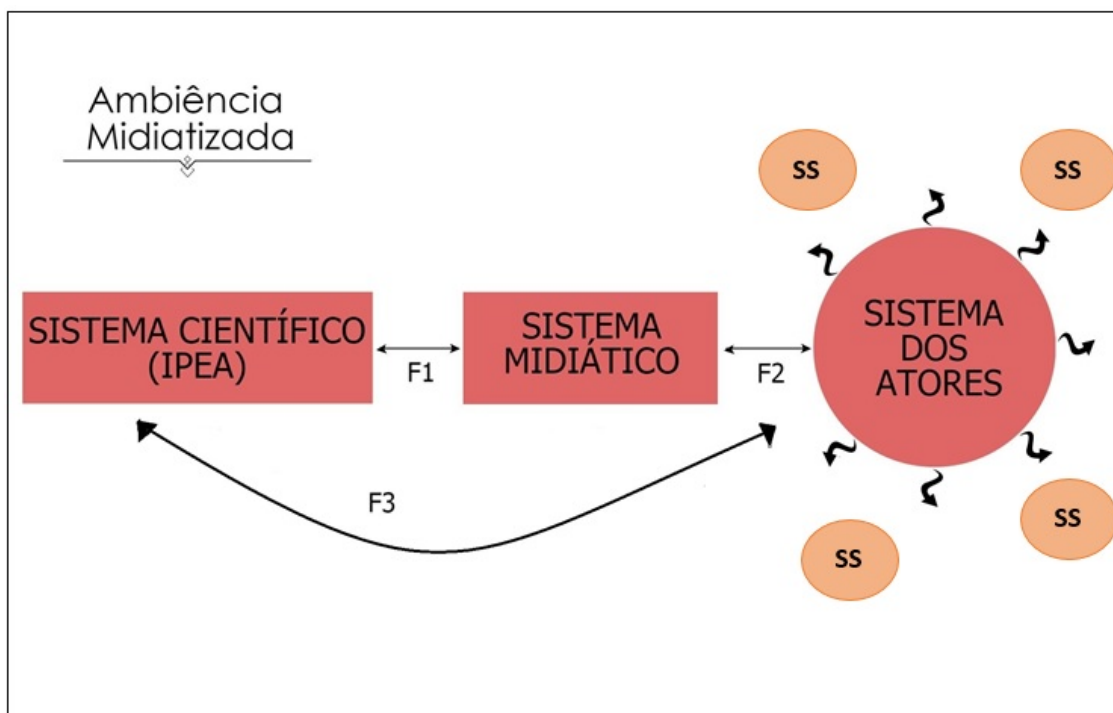 Ambiência
Midiatizada
SS
SS
SISTEMA CIENTÍFICO
(IPEA)
F1
SISTEMA
MIDIÁTICO
F2
SISTEMA
DOS
ATORES
F3
SS
SS